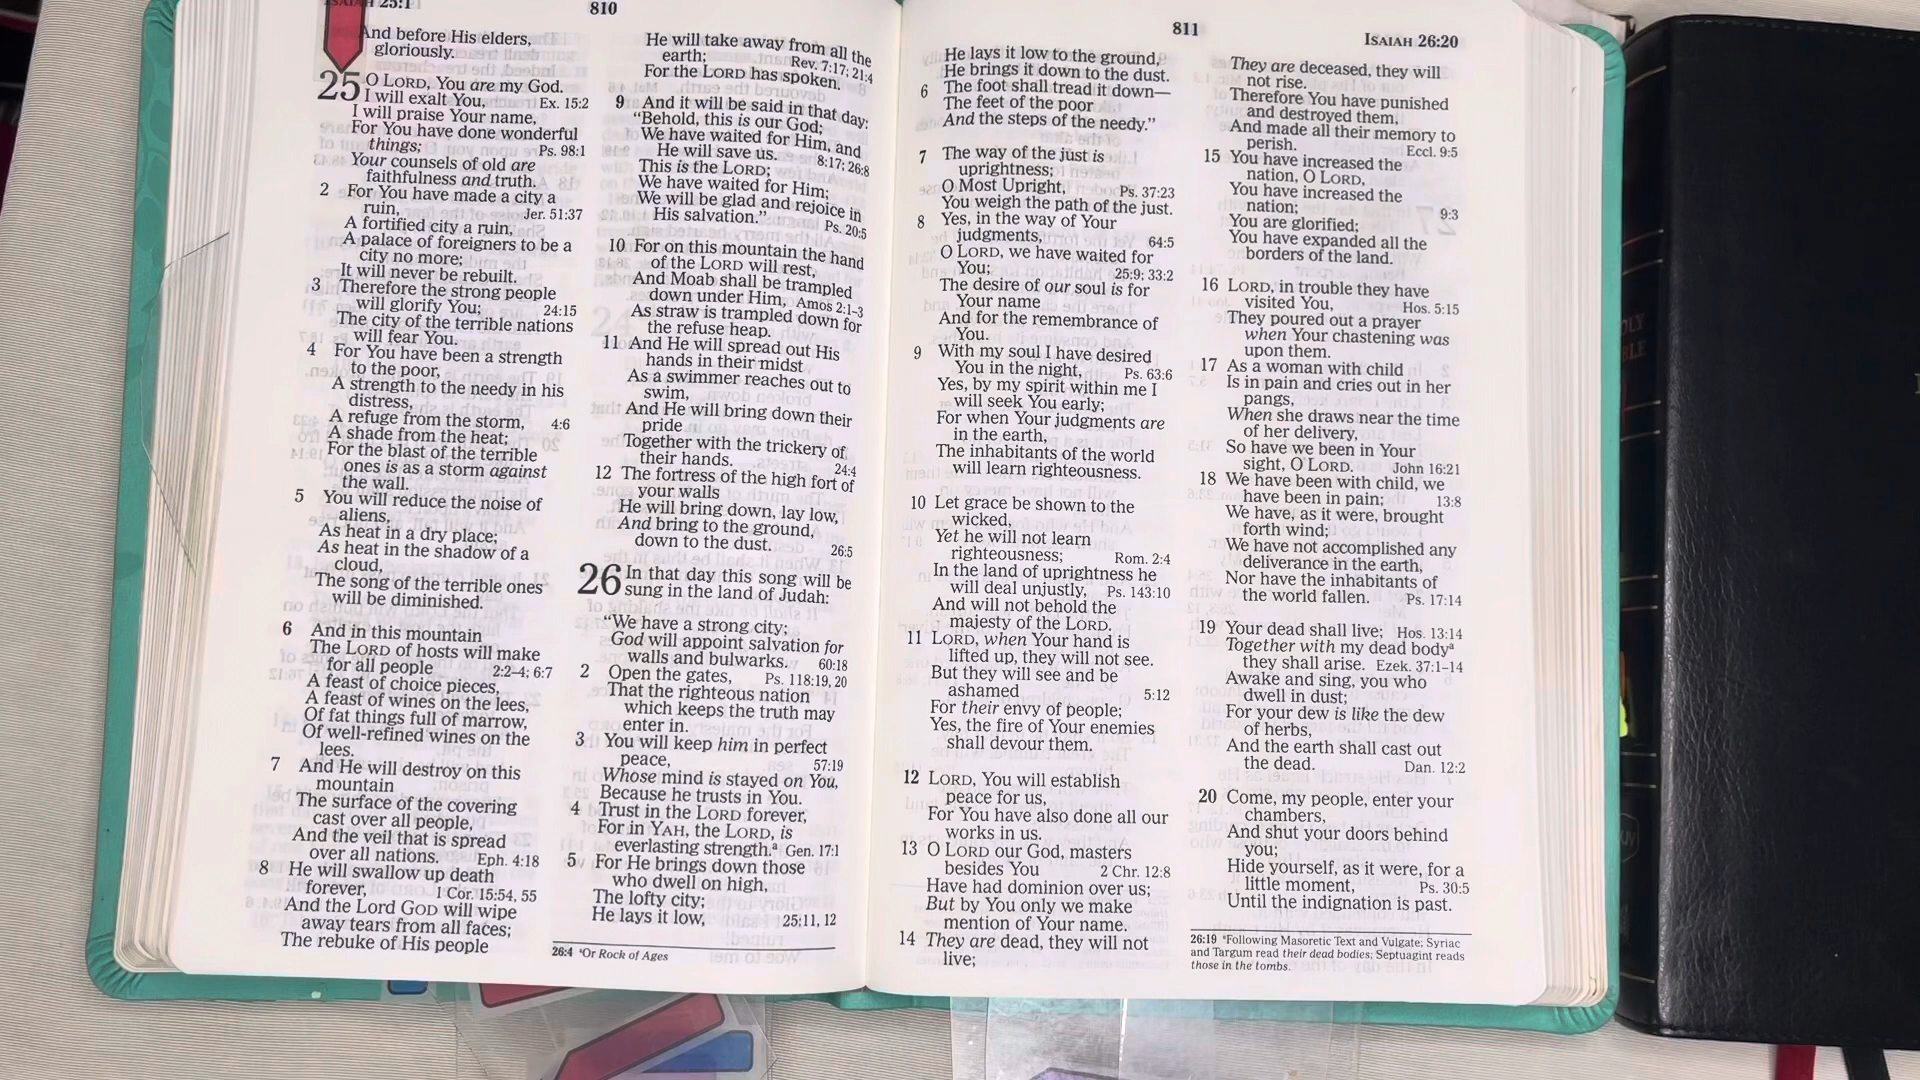 ISAIAH 25:1
810
And before His elders,
gloriously.
25 O LORD, You are my God.
I will exalt You, Ex. 15:2
I will praise Your name,
For You have done wonderful
things; Ps. 98:1
Your counsels of old are
faithfulness and truth.
2 For You have made a city a
ruin, Jer. 51:37
A fortified city a ruin,
A palace of foreigners to be a
city no more;
It will never be rebuilt.
3 Therefore the strong people
will glorify You; 24:15
The city of the terrible nations
will fear You.
4 For You have been a strength
to the poor,
A strength to the needy in his
distress,
A refuge from the storm, 4:6
A shade from the heat;
For the blast of the terrible
ones is as a storm against
the wall.
5 You will reduce the noise of
aliens,
As heat in a dry place;
As heat in the shadow of a
cloud,
The song of the terrible ones
will be diminished.
6 And in this mountain
The LORD of hosts will make
for all people 2:2–4; 6:7
A feast of choice pieces,
A feast of wines on the lees,
Of fat things full of marrow,
Of well-refined wines on the
lees.
7 And He will destroy on this
mountain
The surface of the covering
cast over all people,
And the veil that is spread
over all nations. Eph. 4:18
8 He will swallow up death
forever, 1 Cor. 15:54, 55
And the Lord GOD will wipe
away tears from all faces;
The rebuke of His people
He will take away from all the
earth; Rev. 7:17; 21:4
For the LORD has spoken.
9 And it will be said in that day:
“Behold, this is our God;
We have waited for Him, and
He will save us. 8:17; 26:8
This is the LORD;
We have waited for Him;
We will be glad and rejoice in
His salvation.” Ps. 20:5
10 For on this mountain the hand
of the LORD will rest,
And Moab shall be trampled
down under Him, Amos 2:1–3
As straw is trampled down for
the refuse heap.
11 And He will spread out His
hands in their midst
As a swimmer reaches out to
swim,
And He will bring down their
pride
Together with the trickery of
their hands. 24:4
12 The fortress of the high fort of
your walls
He will bring down, lay low,
And bring to the ground,
down to the dust. 26:5
26 In that day this song will be
sung in the land of Judah:
“We have a strong city;
God will appoint salvation for
walls and bulwarks. 60:18
2 Open the gates, Ps. 118:19, 20
That the righteous nation
which keeps the truth may
enter in.
3 You will keep him in perfect
peace, 57:19
Whose mind is stayed on You,
Because he trusts in You.
4 Trust in the LORD forever,
For in YAH, the LORD, is
everlasting strength.ª Gen. 17:1
5 For He brings down those
who dwell on high,
The lofty city;
He lays it low, 25:11, 12
26:4 ªOr Rock of Ages
811
ISAIAH 26:20
He lays it low to the ground,
He brings it down to the dust.
6 The foot shall tread it down—
The feet of the poor
And the steps of the needy.”
7 The way of the just is
uprightness;
O Most Upright, Ps. 37:23
You weigh the path of the just.
8 Yes, in the way of Your
judgments, 64:5
O LORD, we have waited for
You; 25:9; 33:2
The desire of our soul is for
Your name
And for the remembrance of
You.
9 With my soul I have desired
You in the night, Ps. 63:6
Yes, by my spirit within me I
will seek You early;
For when Your judgments are
in the earth,
The inhabitants of the world
will learn righteousness.
10 Let grace be shown to the
wicked,
Yet he will not learn
righteousness; Rom. 2:4
In the land of uprightness he
will deal unjustly, Ps. 143:10
And will not behold the
majesty of the LORD.
11 LORD, when Your hand is
lifted up, they will not see.
But they will see and be
ashamed 5:12
For their envy of people;
Yes, the fire of Your enemies
shall devour them.
12 LORD, You will establish
peace for us,
For You have also done all our
works in us.
13 O LORD our God, masters
besides You 2 Chr. 12:8
Have had dominion over us;
But by You only we make
mention of Your name.
14 They are dead, they will not
live;
They are deceased, they will
not rise.
Therefore You have punished
and destroyed them,
And made all their memory to
perish. Eccl. 9:5
15 You have increased the
nation, O LORD,
You have increased the
nation; 9:3
You are glorified;
You have expanded all the
borders of the land.
16 LORD, in trouble they have
visited You, Hos. 5:15
They poured out a prayer
when Your chastening was
upon them.
17 As a woman with child
Is in pain and cries out in her
pangs,
When she draws near the time
of her delivery,
So have we been in Your
sight, O LORD. John 16:21
18 We have been with child, we
have been in pain; 13:8
We have, as it were, brought
forth wind;
We have not accomplished any
deliverance in the earth,
Nor have the inhabitants of
the world fallen. Ps. 17:14
19 Your dead shall live; Hos. 13:14
Together with my dead bodyª
they shall arise. Ezek. 37:1–14
Awake and sing, you who
dwell in dust;
For your dew is like the dew
of herbs,
And the earth shall cast out
the dead. Dan. 12:2
20 Come, my people, enter your
chambers,
And shut your doors behind
you;
Hide yourself, as it were, for a
little moment, Ps. 30:5
Until the indignation is past.
26:19 ªFollowing Masoretic Text and Vulgate; Syriac
and Targum read their dead bodies; Septuagint reads
those in the tombs.